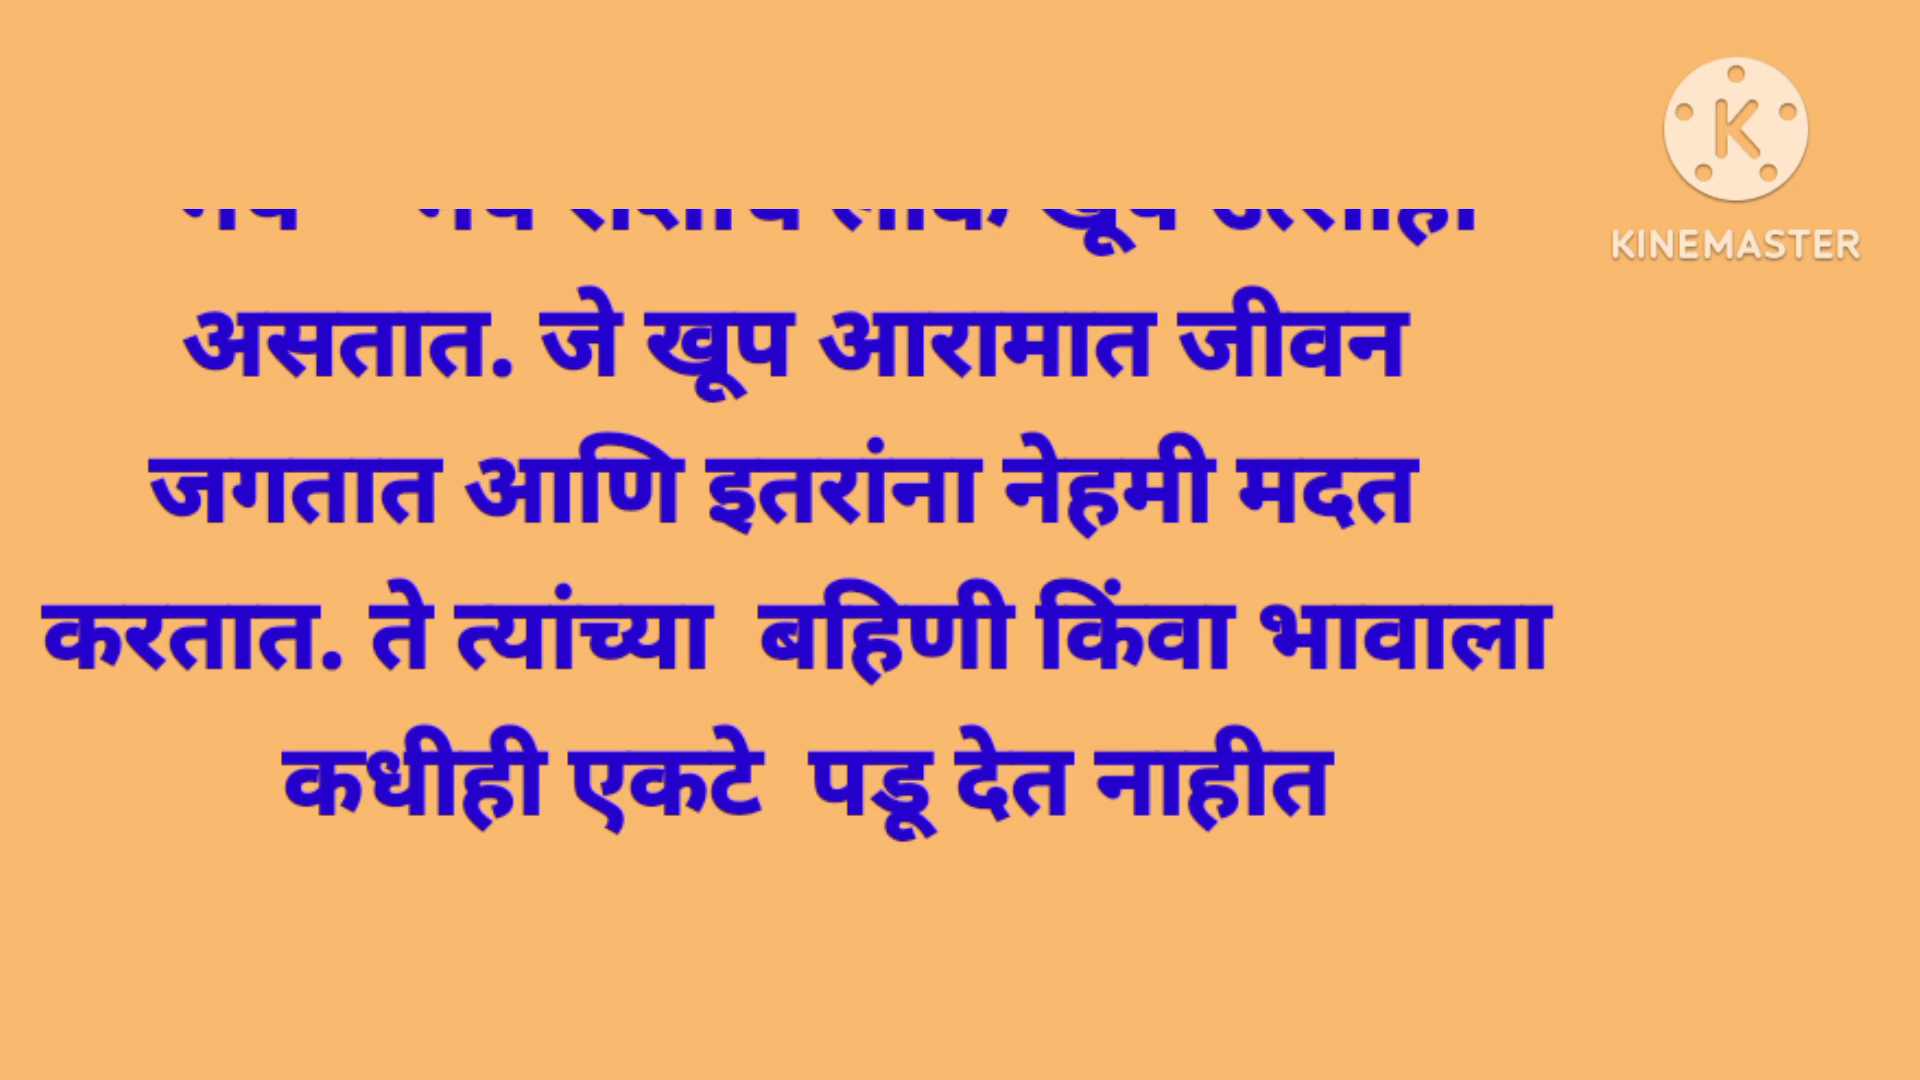 खूप
असतात. जे खूप आरामात जीवन
जगतात आणि इतरांना नेहमी मदत
करतात. ते त्यांच्या  बहिणी किंवा भावाला
कधीही एकटे  पडू देत नाहीत
KINEMASTER